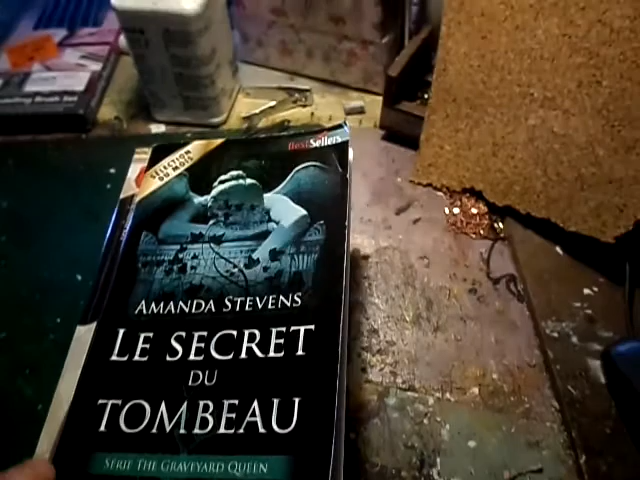 SÉLECTION
DU MOIS
BestSellers
AMANDA STEVENS
LE SECRET
DU
TOMBEAU
SÉRIE THE GRAVEYARD QUEEN